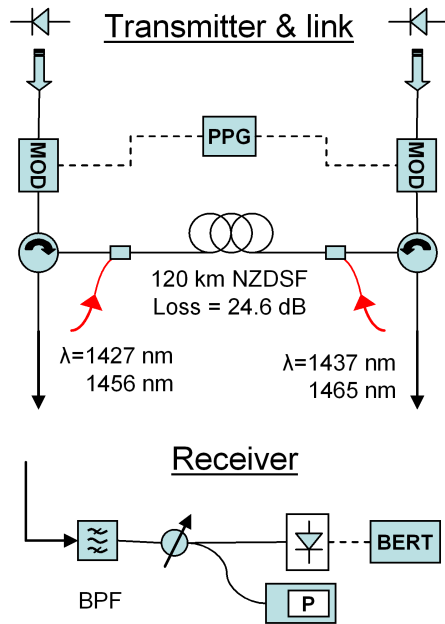 Transmitter & link
PPG
MOD
MOD
120 km NZDSF
Loss = 24.6 dB
λ=1427 nm
1456 nm
λ=1437 nm
1465 nm
Receiver
BPF
BERT
P